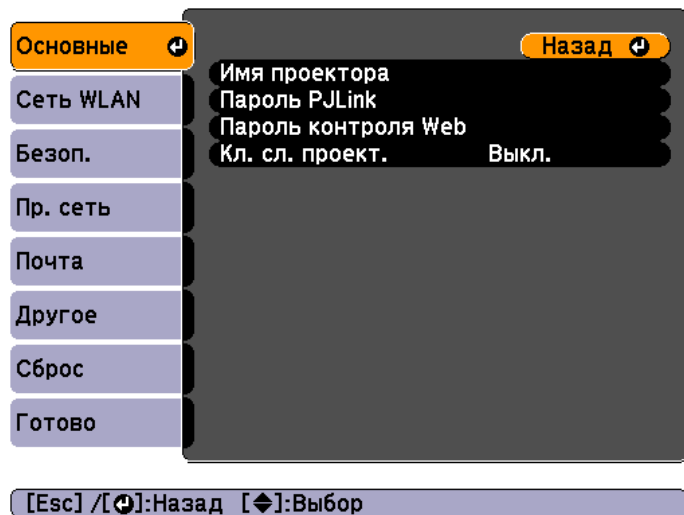 Основные
Сеть WLAN
Безоп.
Пр. сеть
Почта
Другое
Сброс
Готово
Назад
Имя проектора
Пароль PJLink
Пароль контроля Web
Кл. сл. проект. Выкл.
[Esc] /[⏎]:Назад [◆]:Выбор